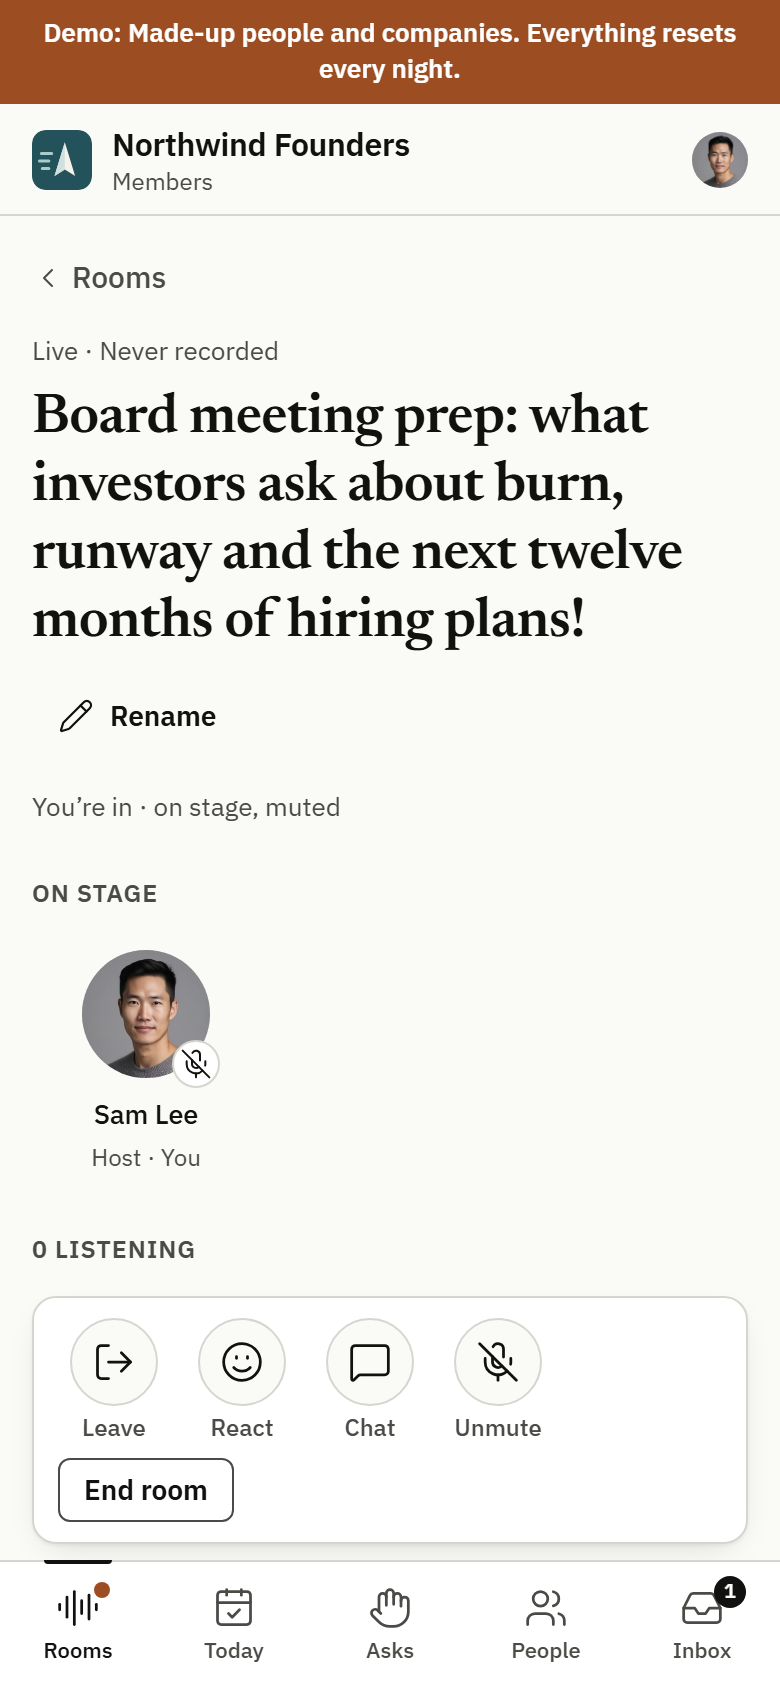 Demo: Made-up people and companies. Everything resets
every night.
Northwind Founders
Members
Rooms
Live · Never recorded
Board meeting prep: what
investors ask about burn,
runway and the next twelve
months of hiring plans!
Rename
You’re in · on stage, muted
ON STAGE
Sam Lee
Host · You
0 LISTENING
Leave
React
Chat
Unmute
End room
1
Rooms
Today
Asks
People
Inbox